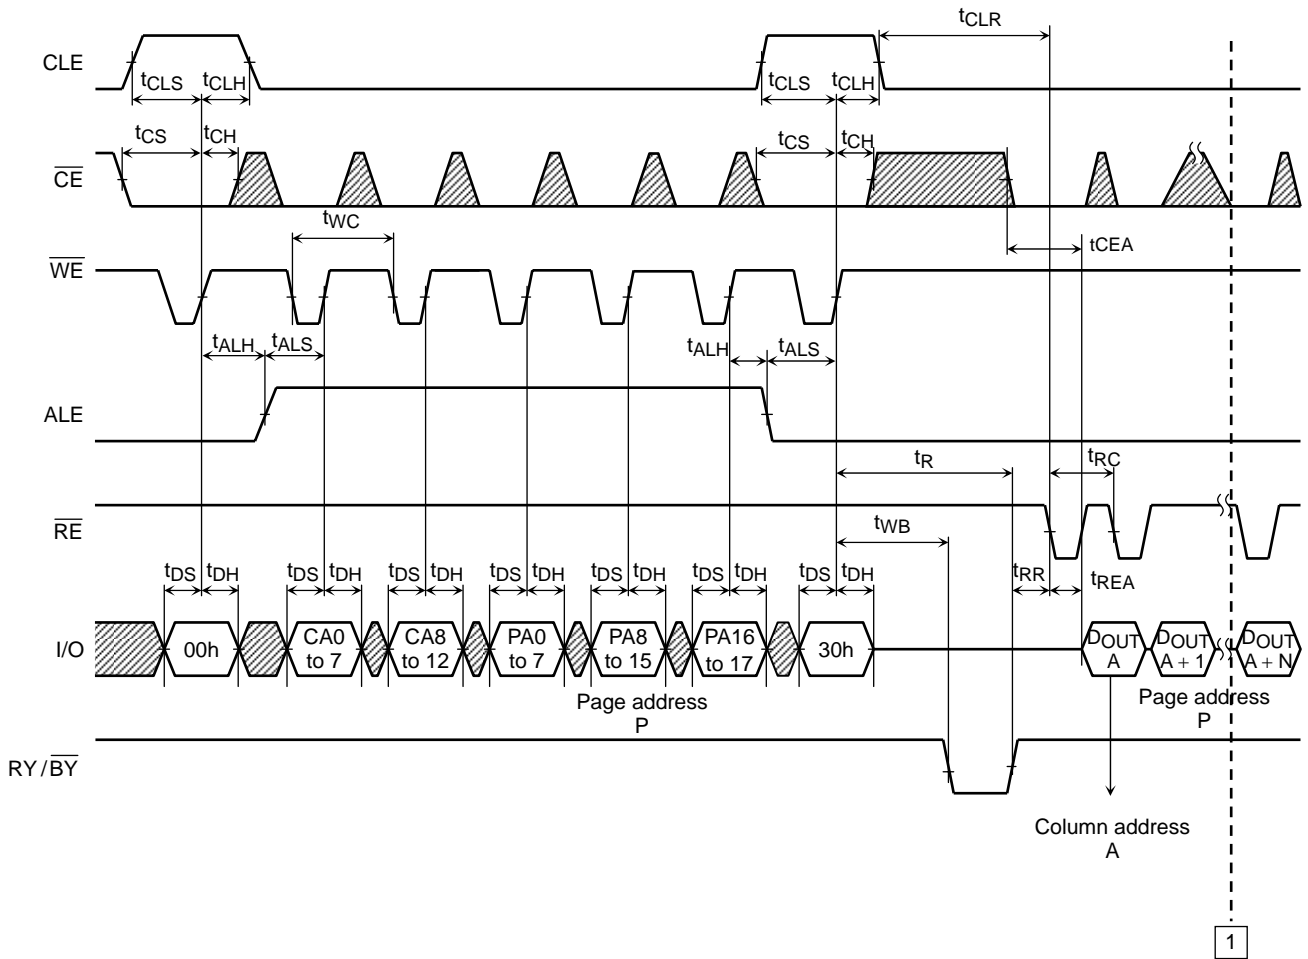 tCLR
CLE
tCLS tCLH tCLS tCLH
tCS tCH tCS tCH
CE
tWC
tCEA
WE
tALH tALS tALH tALS
ALE
tR tRC
RE
tWB
tDS tDH tDS tDH tDS tDH tDS tDH tDS tDH tDS tDH tDS tDH tRR tREA
I/O 00h CA0 to 7 CA8 to 12 PA0 to 7 PA8 to 15 PA16 to 17 30h DOUT A DOUT A + 1 DOUT A + N
Page address P
Page address P
RY/BY
Column address
A
1